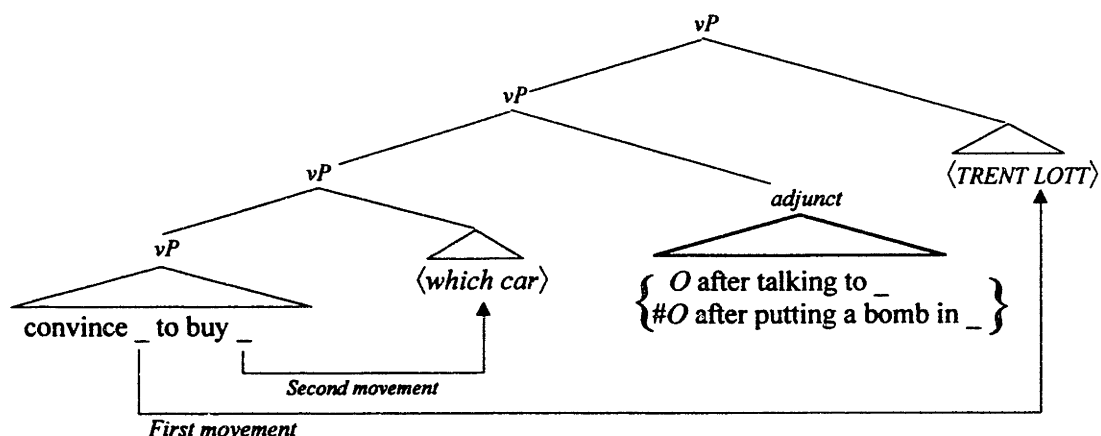 vP
vP
vP
⟨TRENT LOTT⟩
adjunct
vP
⟨which car⟩
{ O after talking to _
#O after putting a bomb in _ }
convince _ to buy _
Second movement
First movement